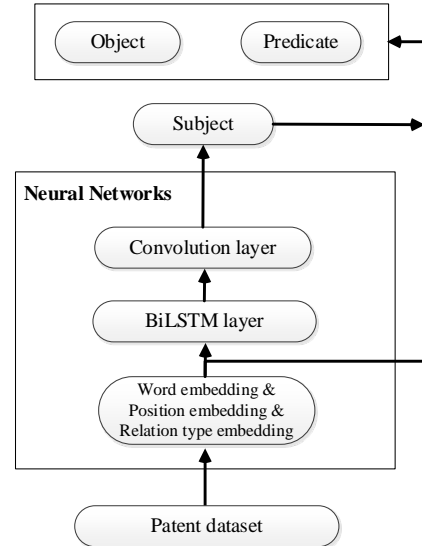 Object
Predicate
Subject
Neural Networks
Convolution layer
BiLSTM layer
Word embedding &
Position embedding &
Relation type embedding
Patent dataset